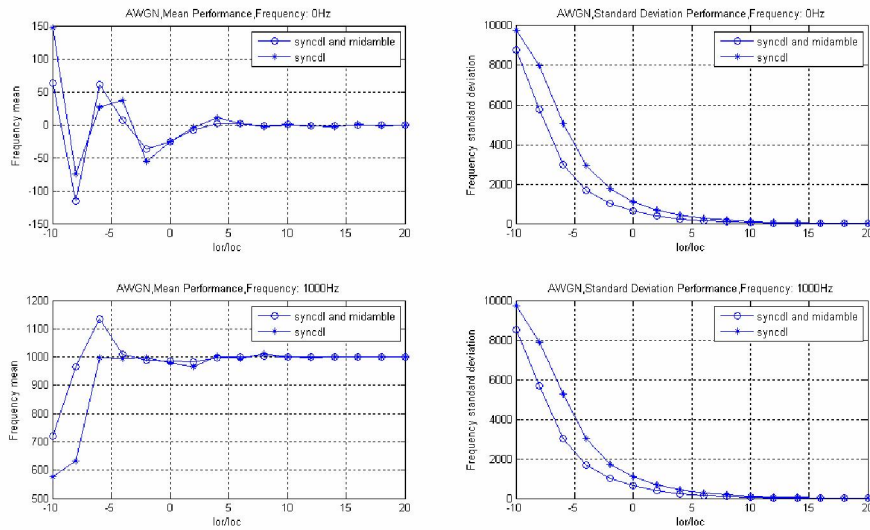 AWGN,Mean Performance,Frequency: 0Hz
150
100
50
0
-50
-100
-150
Frequency mean
-10
-5
0
5
10
15
20
Ior/Ioc
syncdl and midamble
syncdl
AWGN,Standard Deviation Performance,Frequency: 0Hz
10000
8000
6000
4000
2000
0
Frequency standard deviation
-10
-5
0
5
10
15
20
Ior/Ioc
syncdl and midamble
syncdl
AWGN,Mean Performance,Frequency: 1000Hz
1200
1100
1000
900
800
700
600
500
Frequency mean
-10
-5
0
5
10
15
20
Ior/Ioc
syncdl and midamble
syncdl
AWGN,Standard Deviation Performance,Frequency: 1000Hz
10000
8000
6000
4000
2000
0
Frequency standard deviation
-10
-5
0
5
10
15
20
Ior/Ioc
syncdl and midamble
syncdl